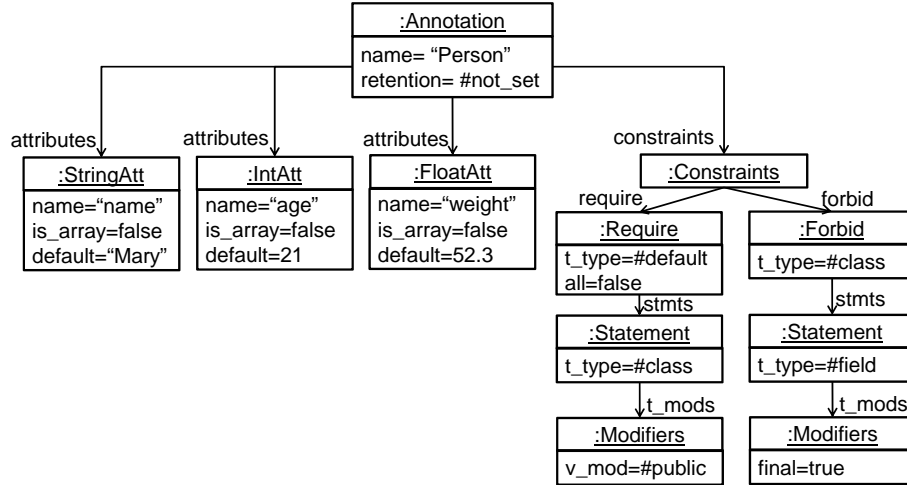 :Annotation
name= “Person”
retention= #not_set
attributes
attributes
attributes
constraints
:StringAtt
name=“name”
is_array=false
default=“Mary”
:IntAtt
name=“age”
is_array=false
default=21
:FloatAtt
name=“weight”
is_array=false
default=52.3
:Constraints
require
forbid
:Require
t_type=#default
all=false
:Forbid
t_type=#class
stmts
stmts
:Statement
t_type=#class
:Statement
t_type=#field
t_mods
t_mods
:Modifiers
v_mod=#public
:Modifiers
final=true